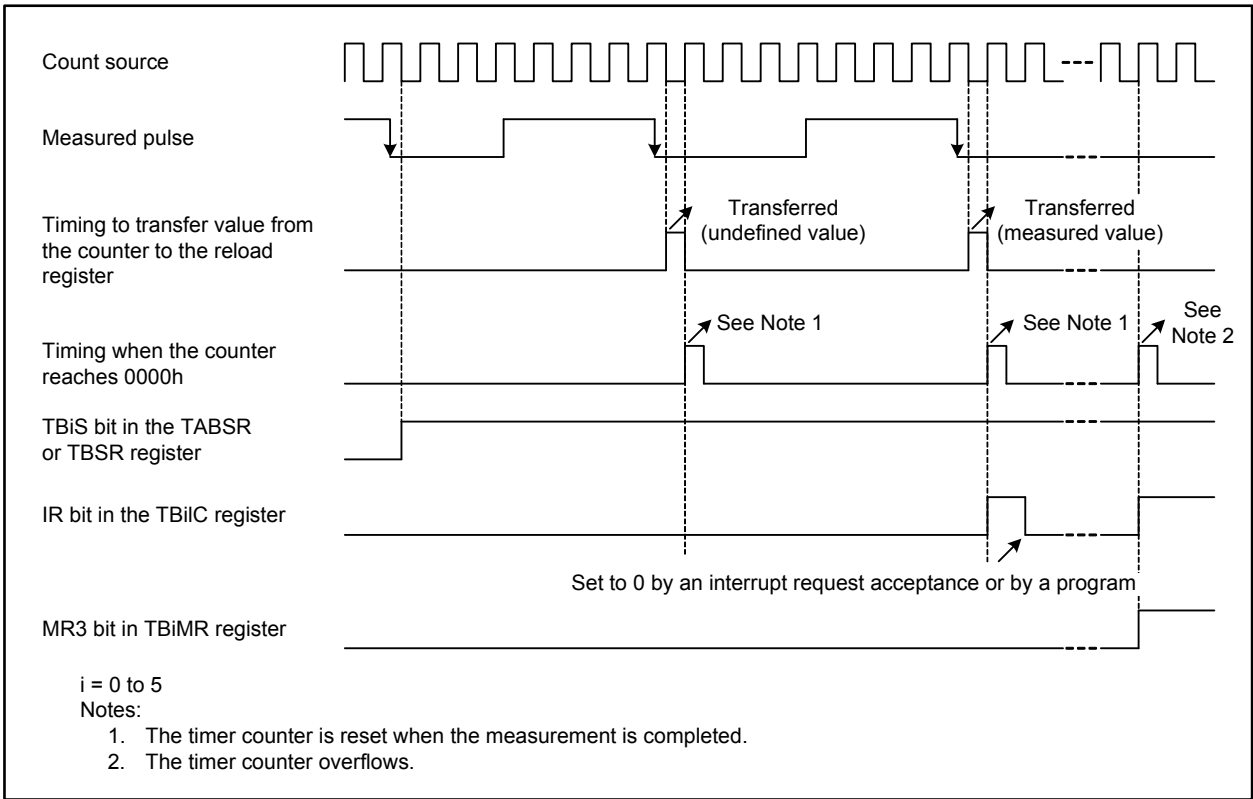 Count source
Measured pulse
Timing to transfer value from
the counter to the reload
register
Transferred
(undefined value)
Transferred
(measured value)
Timing when the counter
reaches 0000h
See Note 1
See Note 1
See
Note 2
TBiS bit in the TABSR
or TBSR register
IR bit in the TBiIC register
Set to 0 by an interrupt request acceptance or by a program
MR3 bit in TBiMR register
i = 0 to 5
Notes:
1. The timer counter is reset when the measurement is completed.
2. The timer counter overflows.